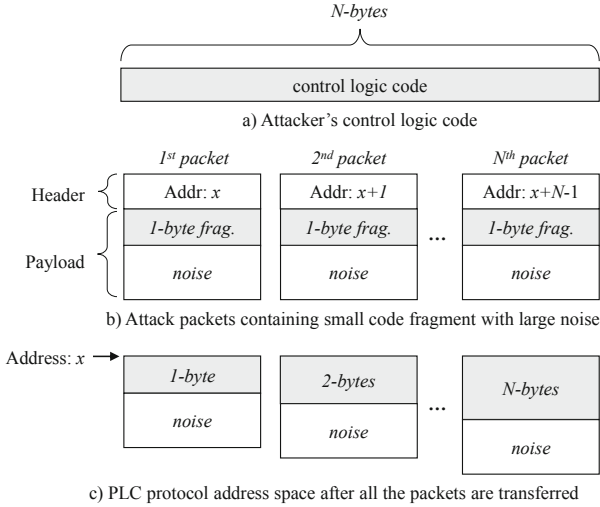 N-bytes
control logic code
a) Attacker's control logic code
1st packet 2nd packet Nth packet
Header Addr: x Addr: x+1 Addr: x+N-1
Payload 1-byte frag. 1-byte frag. ... 1-byte frag.
noise noise noise
b) Attack packets containing small code fragment with large noise
Address: x
1-byte 2-bytes ... N-bytes
noise noise noise
c) PLC protocol address space after all the packets are transferred